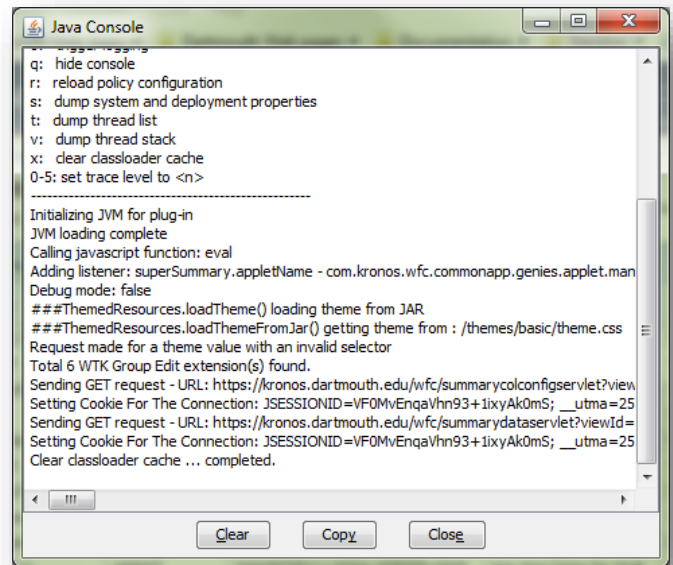 Java Console
q: hide console
r: reload policy configuration
s: dump system and deployment properties
t: dump thread list
v: dump thread stack
x: clear classloader cache
0-5: set trace level to <n>
----------------------------------------------------
Initializing JVM for plug-in
JVM loading complete
Calling javascript function: eval
Adding listener: superSummary.appletName - com.kronos.wfc.commonapp.genies.applet.man
Debug mode: false
###ThemedResources.loadTheme() loading theme from JAR
###ThemedResources.loadThemeFromJar() getting theme from : /themes/basic/theme.css
Request made for a theme value with an invalid selector
Total 6 WTK Group Edit extension(s) found.
Sending GET request - URL: https://kronos.dartmouth.edu/wfc/summarycolconfigservlet?view
Setting Cookie For The Connection: JSESSIONID=VF0MvEnqaVhn93+1ixyAk0mS; __utma=25
Sending GET request - URL: https://kronos.dartmouth.edu/wfc/summarydataservlet?viewId=
Setting Cookie For The Connection: JSESSIONID=VF0MvEnqaVhn93+1ixyAk0mS; __utma=25
Clear classloader cache ... completed.
Clear Copy Close